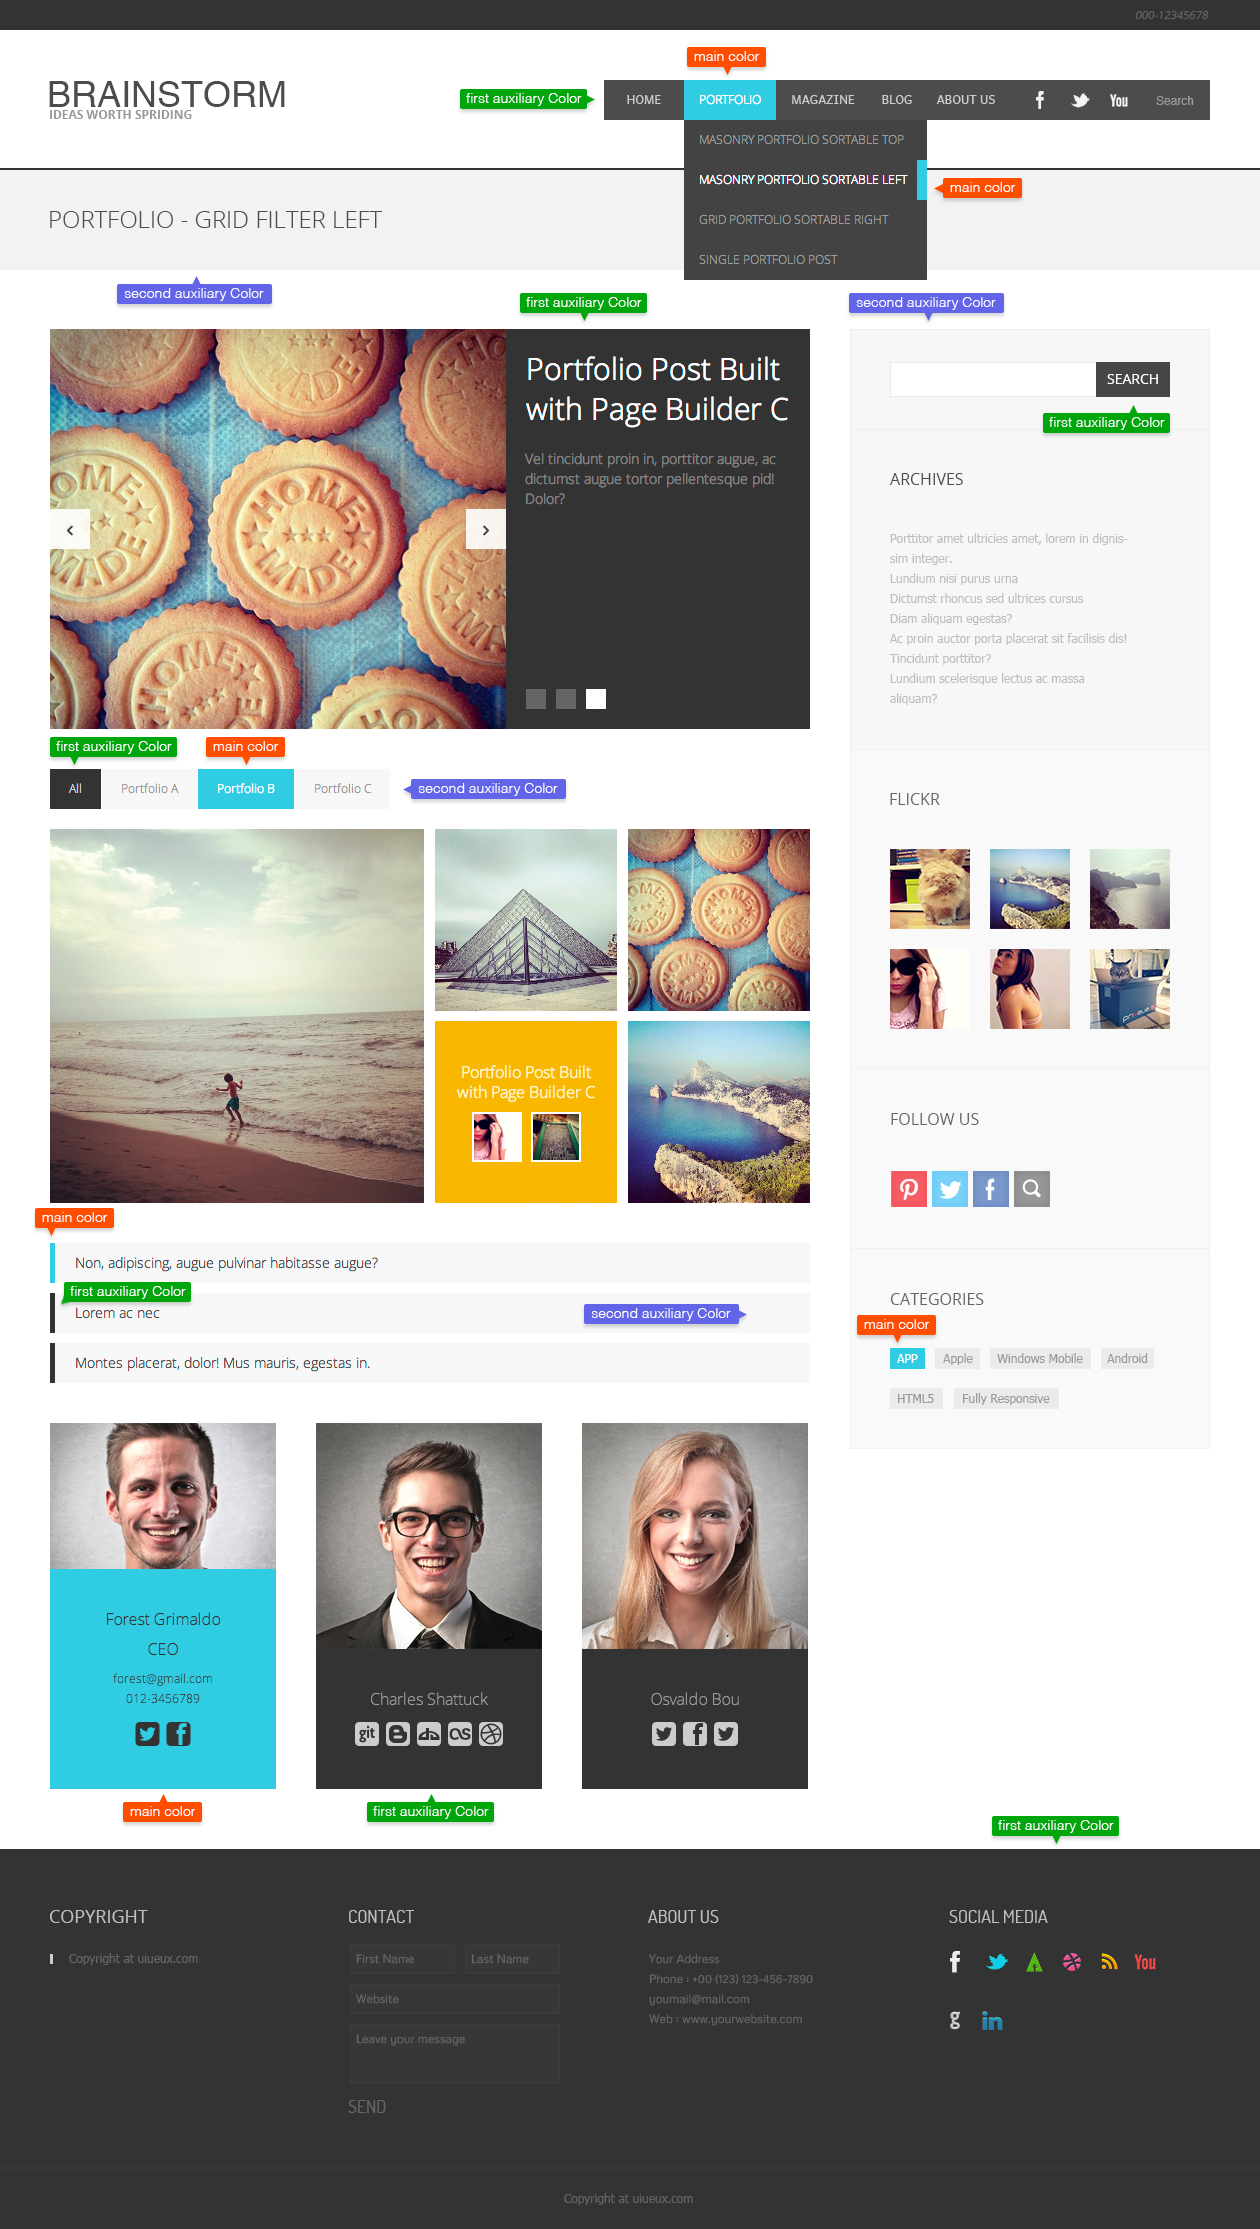 000-12345678
main color
BRAINSTORM
IDEAS WORTH SPRIDING
first auxiliary Color
HOME PORTFOLIO MAGAZINE BLOG ABOUT US You Search
MASONRY PORTFOLIO SORTABLE TOP
MASONRY PORTFOLIO SORTABLE LEFT
main color
GRID PORTFOLIO SORTABLE RIGHT
SINGLE PORTFOLIO POST
PORTFOLIO - GRID FILTER LEFT
second auxiliary Color
first auxiliary Color
second auxiliary Color
Portfolio Post Built
with Page Builder C
Vel tincidunt proin in, porttitor augue, ac
dictumst augue tortor pellentesque pid!
Dolor?
HOME MADE
SEARCH
first auxiliary Color
ARCHIVES
Porttitor amet ultricies amet, lorem in dignis-
sim integer.
Lundium nisi purus urna
Dictumst rhoncus sed ultrices cursus
Diam aliquam egestas?
Ac proin auctor porta placerat sit facilisis dis!
Tincidunt porttitor?
Lundium scelerisque lectus ac massa
aliquam?
first auxiliary Color
main color
All Portfolio A Portfolio B Portfolio C
second auxiliary Color
FLICKR
HOME MADE
Portfolio Post Built
with Page Builder C
FOLLOW US
main color
Non, adipiscing, augue pulvinar habitasse augue?
first auxiliary Color
Lorem ac nec
second auxiliary Color
Montes placerat, dolor! Mus mauris, egestas in.
CATEGORIES
main color
APP Apple Windows Mobile Android
HTML5 Fully Responsive
Forest Grimaldo
CEO
forest@gmail.com
012-3456789
Charles Shattuck
git
Osvaldo Bou
main color
first auxiliary Color
first auxiliary Color
COPYRIGHT
Copyright at uiueux.com
CONTACT
First Name Last Name
Website
Leave your message
SEND
ABOUT US
Your Address
Phone : +00 (123) 123-456-7890
youmail@mail.com
Web : www.yourwebsite.com
SOCIAL MEDIA
You
g in
Copyright at uiueux.com